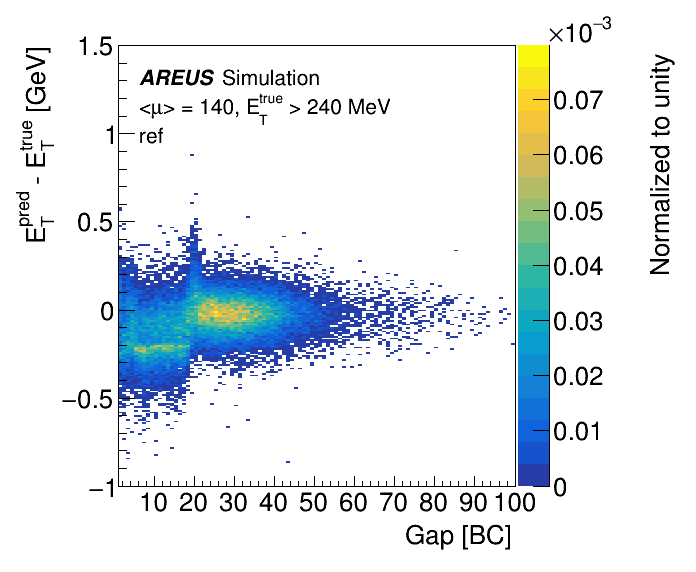 ×10⁻³
AREUS Simulation
<μ> = 140, E_T^true > 240 MeV
ref
E_T^pred - E_T^true [GeV]
1.5
1
0.5
0
−0.5
−1
10 20 30 40 50 60 70 80 90 100
Gap [BC]
0.07
0.06
0.05
0.04
0.03
0.02
0.01
0
Normalized to unity